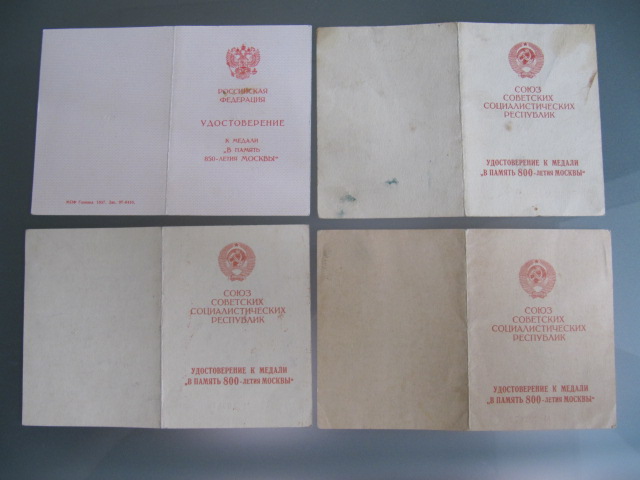 РОССИЙСКАЯ
ФЕДЕРАЦИЯ
УДОСТОВЕРЕНИЕ
К МЕДАЛИ
„В ПАМЯТЬ
850-ЛЕТИЯ МОСКВЫ"
СОЮЗ
СОВЕТСКИХ
СОЦИАЛИСТИЧЕСКИХ
РЕСПУБЛИК
УДОСТОВЕРЕНИЕ К МЕДАЛИ
„В ПАМЯТЬ 800-ЛЕТИЯ МОСКВЫ"
СОЮЗ
СОВЕТСКИХ
СОЦИАЛИСТИЧЕСКИХ
РЕСПУБЛИК
УДОСТОВЕРЕНИЕ К МЕДАЛИ
„В ПАМЯТЬ 800-ЛЕТИЯ МОСКВЫ"
СОЮЗ
СОВЕТСКИХ
СОЦИАЛИСТИЧЕСКИХ
РЕСПУБЛИК
УДОСТОВЕРЕНИЕ К МЕДАЛИ
„В ПАМЯТЬ 800-ЛЕТИЯ МОСКВЫ"